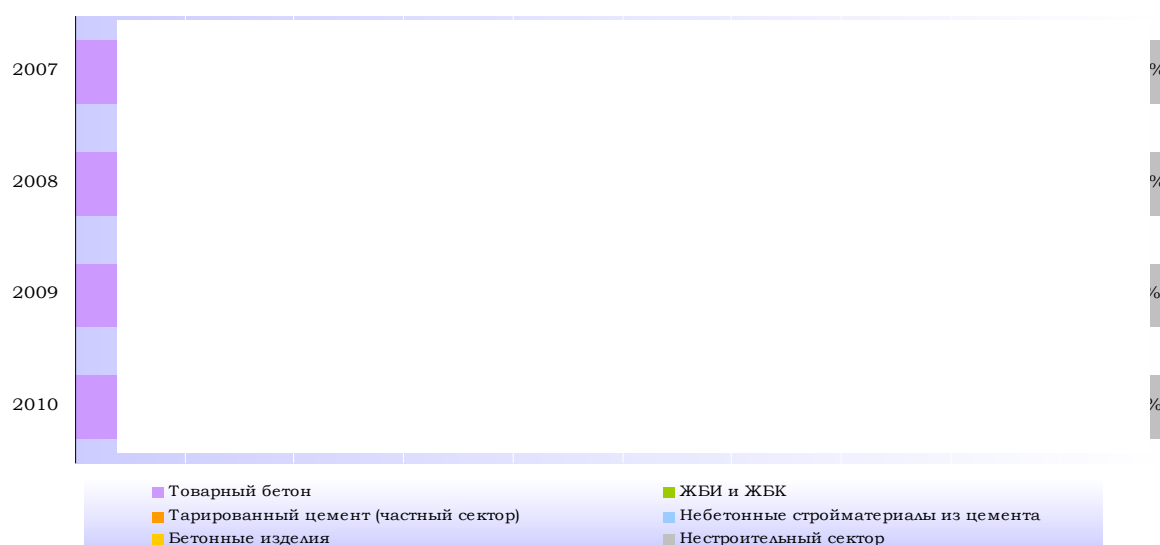 2007 %
2008 %
2009 %
2010 %
Товарный бетон ЖБИ и ЖБК
Тарированный цемент (частный сектор) Небетонные стройматериалы из цемента
Бетонные изделия Нестроительный сектор